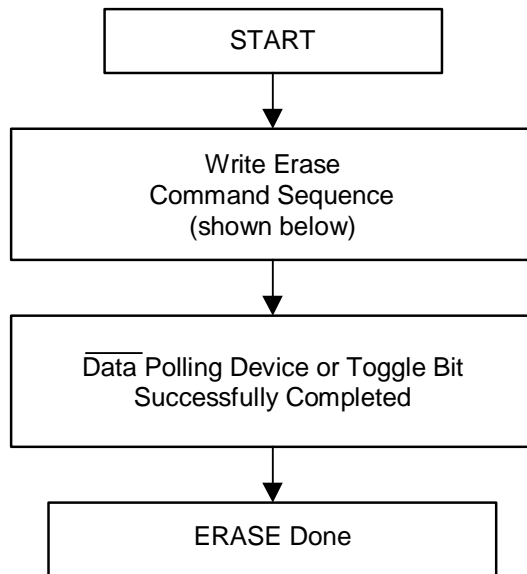 START
Write Erase
Command Sequence
(shown below)
Data Polling Device or Toggle Bit
Successfully Completed
ERASE Done